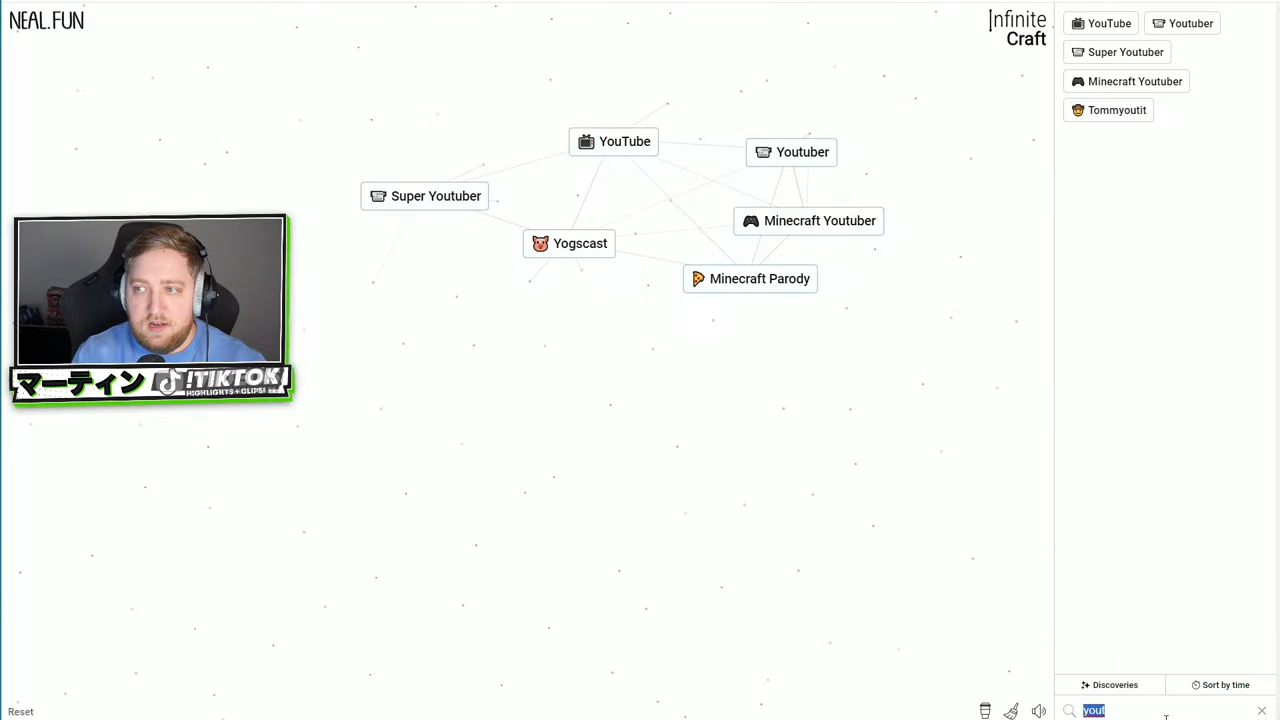 NEAL.FUN
Infinite
Craft
YouTube
Youtuber
Super Youtuber
Minecraft Youtuber
Tommyoutit
YouTube
Youtuber
Super Youtuber
Minecraft Youtuber
Yogscast
Minecraft Parody
マーティン
!TIKTOK
HIGHLIGHTS + CLIPS!
Discoveries
Sort by time
Reset
yout